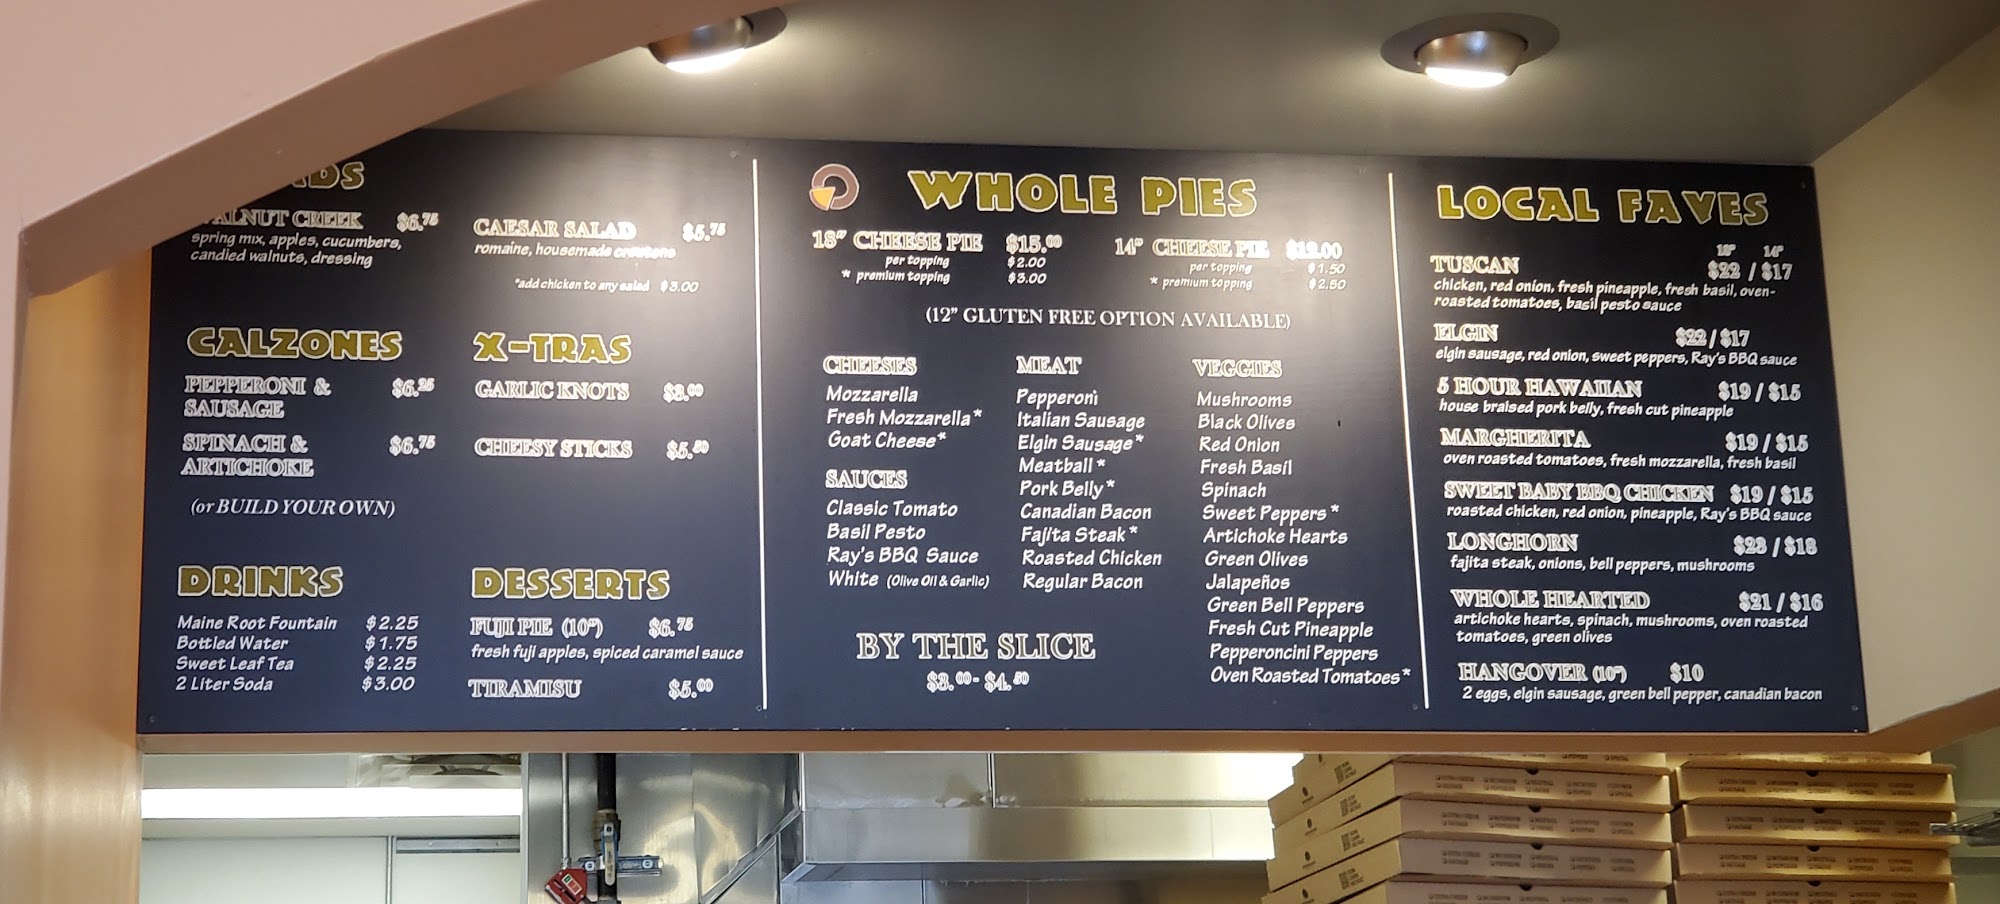 WALNUT CREEK $6.75
spring mix, apples, cucumbers,
candied walnuts, dressing
CAESAR SALAD $5.75
romaine, housemade croutons
*add chicken to any salad $3.00
CALZONES
PEPPERONI & $6.25
SAUSAGE
SPINACH & $6.75
ARTICHOKE
(or BUILD YOUR OWN)
X-TRAS
GARLIC KNOTS $3.00
CHEESY STICKS $5.50
DRINKS
Maine Root Fountain $2.25
Bottled Water $1.75
Sweet Leaf Tea $2.25
2 Liter Soda $3.00
DESSERTS
FUJI PIE (10") $6.75
fresh fuji apples, spiced caramel sauce
TIRAMISU $5.00
WHOLE PIES
18" CHEESE PIE $15.00
per topping $2.00
* premium topping $3.00
14" CHEESE PIE $12.00
per topping $1.50
* premium topping $2.50
(12" GLUTEN FREE OPTION AVAILABLE)
CHEESES
Mozzarella
Fresh Mozzarella*
Goat Cheese*
SAUCES
Classic Tomato
Basil Pesto
Ray's BBQ Sauce
White (Olive Oil & Garlic)
MEAT
Pepperoni
Italian Sausage
Elgin Sausage*
Meatball*
Pork Belly*
Canadian Bacon
Fajita Steak*
Roasted Chicken
Regular Bacon
VEGGIES
Mushrooms
Black Olives
Red Onion
Fresh Basil
Spinach
Sweet Peppers*
Artichoke Hearts
Green Olives
Jalapeños
Green Bell Peppers
Fresh Cut Pineapple
Pepperoncini Peppers
Oven Roasted Tomatoes*
BY THE SLICE
$3.00 - $4.50
LOCAL FAVES
18" 14"
TUSCAN $22 / $17
chicken, red onion, fresh pineapple, fresh basil, oven-
roasted tomatoes, basil pesto sauce
ELGIN $22 / $17
elgin sausage, red onion, sweet peppers, Ray's BBQ sauce
5 HOUR HAWAIIAN $19 / $15
house braised pork belly, fresh cut pineapple
MARGHERITA $19 / $15
oven roasted tomatoes, fresh mozzarella, fresh basil
SWEET BABY BBQ CHICKEN $19 / $15
roasted chicken, red onion, pineapple, Ray's BBQ sauce
LONGHORN $23 / $18
fajita steak, onions, bell peppers, mushrooms
WHOLE HEARTED $21 / $16
artichoke hearts, spinach, mushrooms, oven roasted
tomatoes, green olives
HANGOVER (10") $10
2 eggs, elgin sausage, green bell pepper, canadian bacon